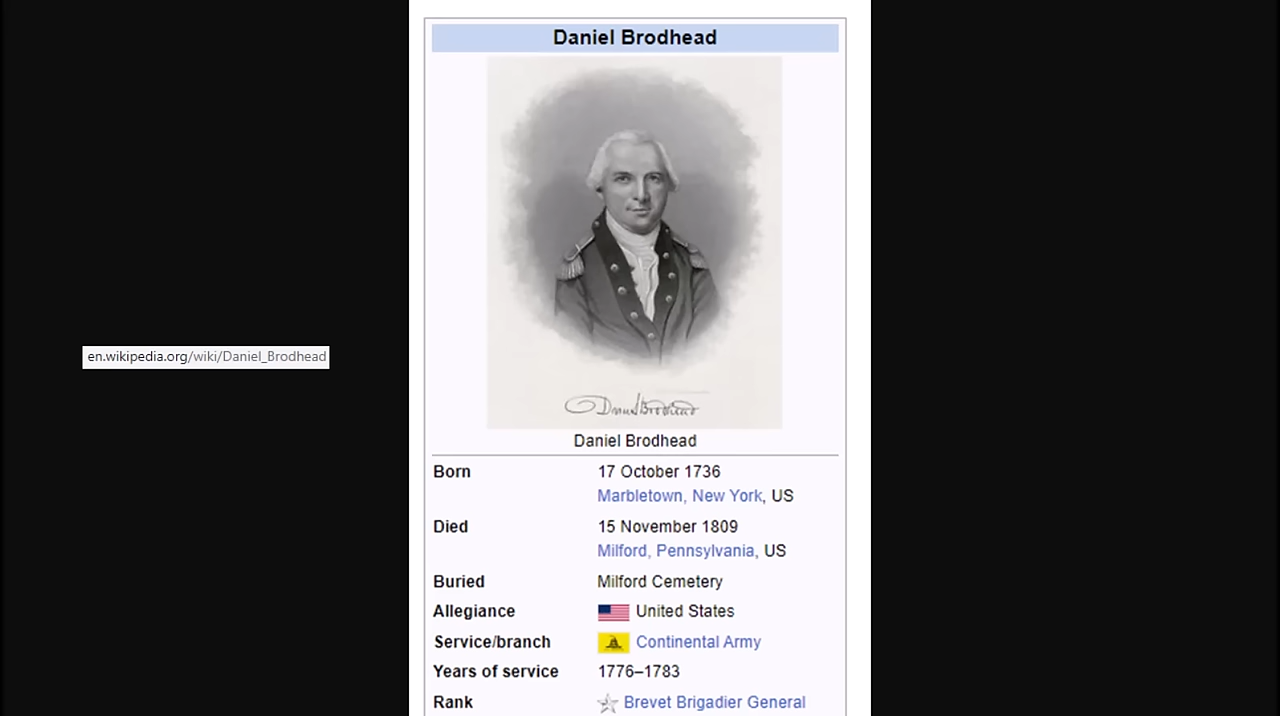 Daniel Brodhead
en.wikipedia.org/wiki/Daniel_Brodhead
Daniel Brodhead
Daniel Brodhead
Born 17 October 1736
Marbletown, New York, US
Died 15 November 1809
Milford, Pennsylvania, US
Buried Milford Cemetery
Allegiance United States
Service/branch Continental Army
Years of service 1776–1783
Rank Brevet Brigadier General